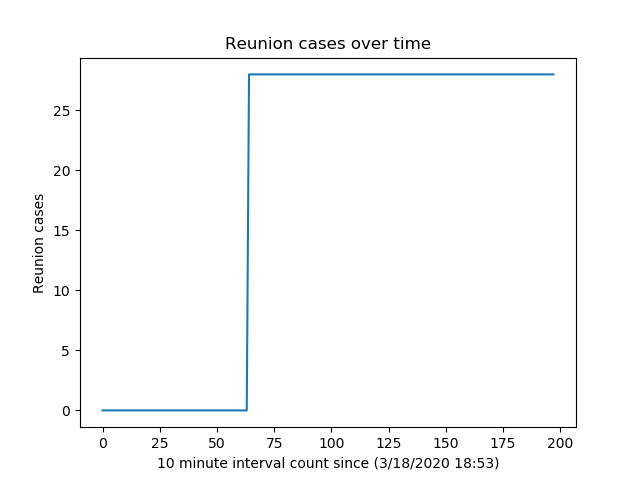 Reunion cases over time
Reunion cases
25
20
15
10
5
0
0 25 50 75 100 125 150 175 200
10 minute interval count since (3/18/2020 18:53)